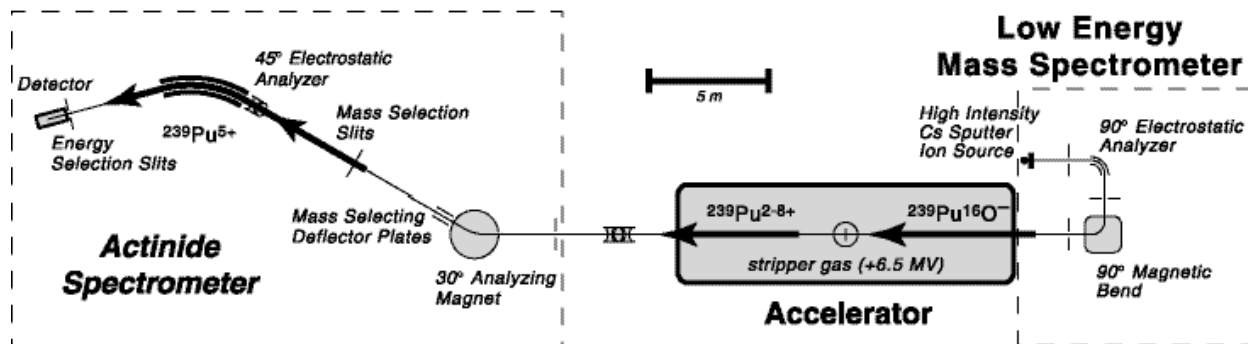 Low Energy
Mass Spectrometer
45° Electrostatic
Analyzer
Detector
Mass Selection
Slits
5 m
High Intensity
Cs Sputter
Ion Source
90° Electrostatic
Analyzer
²³⁹Pu⁵⁺
Energy
Selection Slits
Mass Selecting
Deflector Plates
²³⁹Pu²⁻⁸⁺
²³⁹Pu¹⁶O⁻
stripper gas (+6.5 MV)
Actinide
Spectrometer
30° Analyzing
Magnet
90° Magnetic
Bend
Accelerator